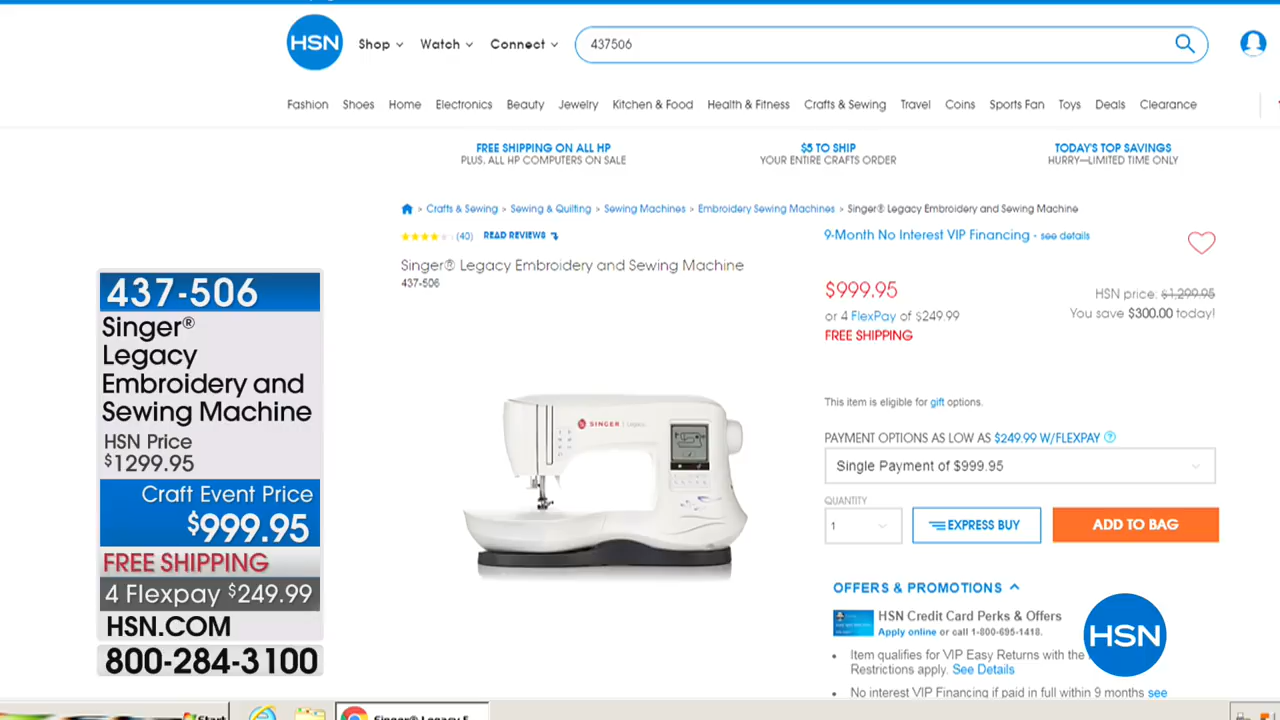 HSN
Shop
Watch
Connect
437506
Fashion
Shoes
Home
Electronics
Beauty
Jewelry
Kitchen & Food
Health & Fitness
Crafts & Sewing
Travel
Coins
Sports Fan
Toys
Deals
Clearance
FREE SHIPPING ON ALL HP
PLUS, ALL HP COMPUTERS ON SALE
$5 TO SHIP
YOUR ENTIRE CRAFTS ORDER
TODAY'S TOP SAVINGS
HURRY—LIMITED TIME ONLY
> Crafts & Sewing > Sewing & Quilting > Sewing Machines > Embroidery Sewing Machines > Singer® Legacy Embroidery and Sewing Machine
(40) READ REVIEWS
Singer® Legacy Embroidery and Sewing Machine
437-506
SINGER | Legacy
9-Month No Interest VIP Financing - see details
$999.95
or 4 FlexPay of $249.99
FREE SHIPPING
HSN price: $1,299.95
You save $300.00 today!
This item is eligible for gift options.
PAYMENT OPTIONS AS LOW AS $249.99 W/FLEXPAY ?
Single Payment of $999.95
QUANTITY
1
EXPRESS BUY
ADD TO BAG
OFFERS & PROMOTIONS
HSN Credit Card Perks & Offers
Apply online or call 1-800-695-1418.
• Item qualifies for VIP Easy Returns with the
Restrictions apply. See Details
• No interest VIP Financing if paid in full within 9 months see
HSN
437-506
Singer®
Legacy
Embroidery and
Sewing Machine
HSN Price
$1299.95
Craft Event Price
$999.95
FREE SHIPPING
4 Flexpay $249.99
HSN.COM
800-284-3100
Start
Singer® Legacy E